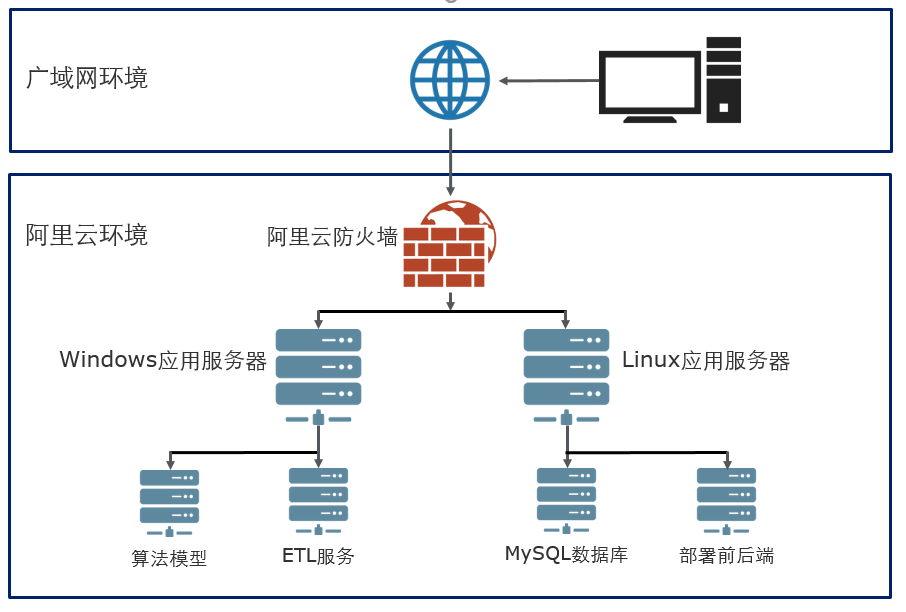 广域网环境
阿里云环境
阿里云防火墙
Windows应用服务器
Linux应用服务器
算法模型
ETL服务
MySQL数据库
部署前后端